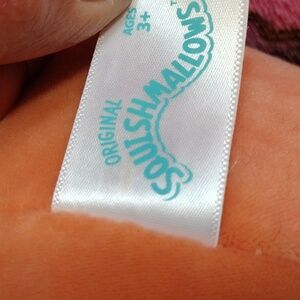 AGES
3+
ORIGINAL
SQUISHMALLOWS